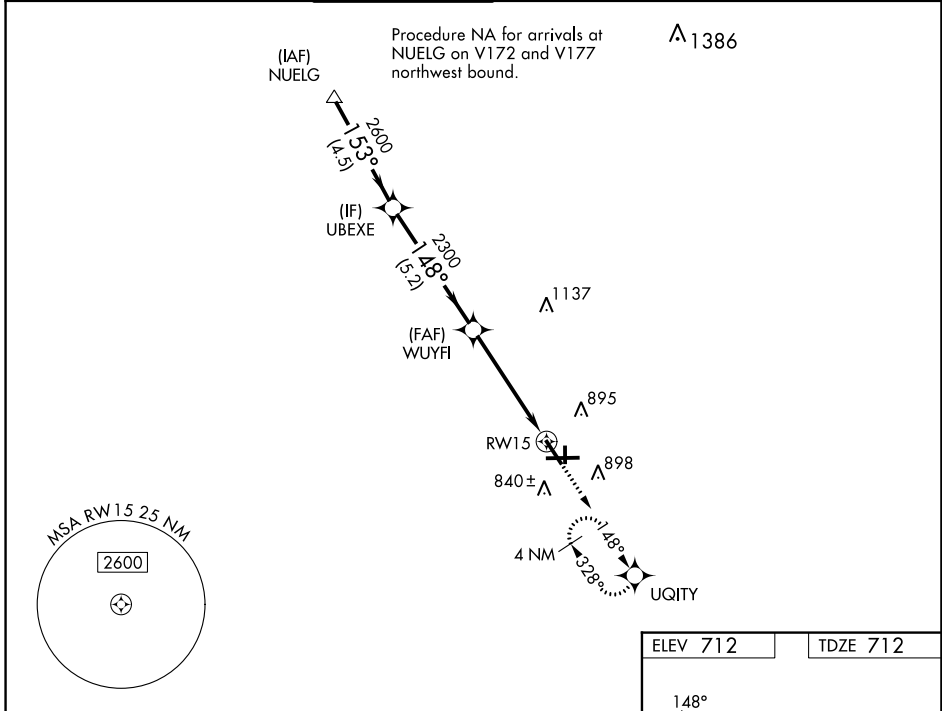 Procedure NA for arrivals at
NUELG on V172 and V177
northwest bound.
1386
(IAF)
NUELG
2600
153°
(4.5)
(IF)
UBEXE
2300
148°
(5.2)
1137
(FAF)
WUYFI
895
RW15
898
840±
MSA RW15 25 NM
2600
4 NM
148°
328°
UQITY
ELEV 712
TDZE 712
148°